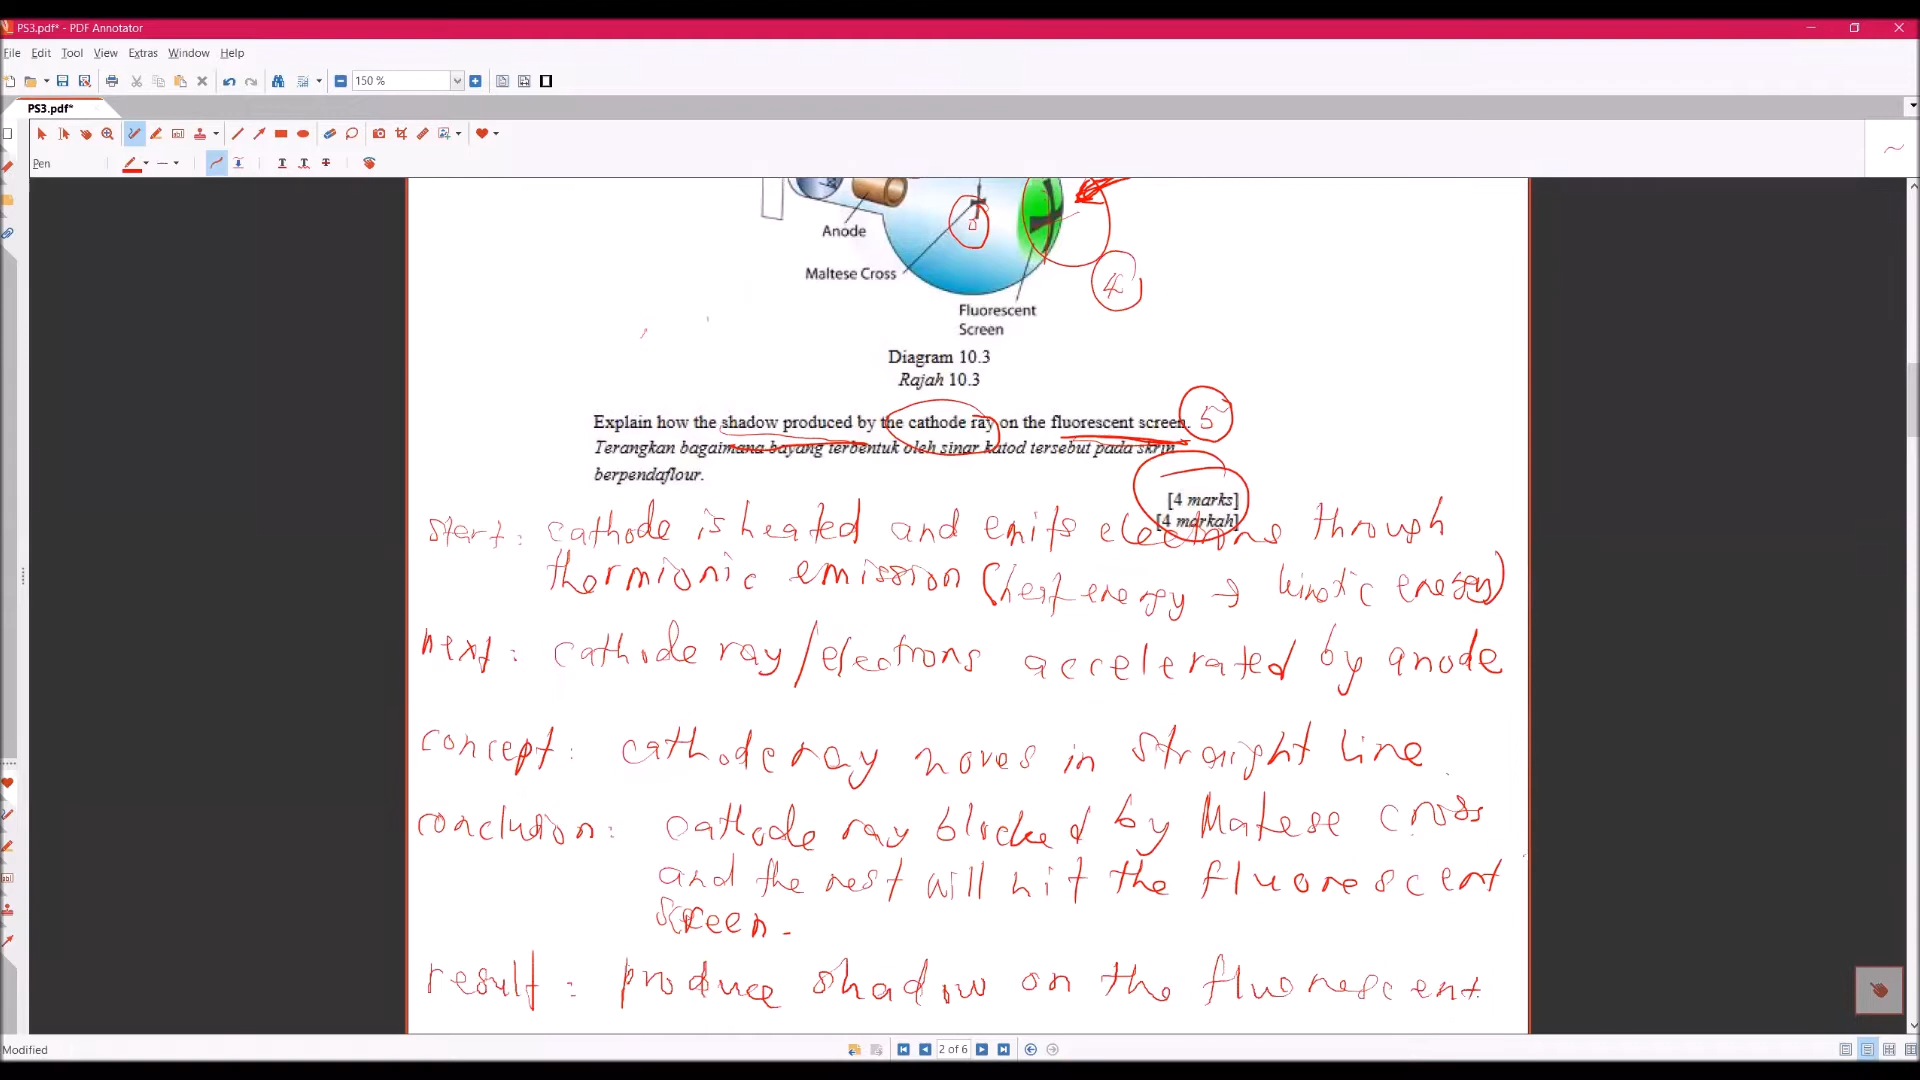 PS3.pdf* - PDF Annotator
File Edit Tool View Extras Window Help
150 %
PS3.pdf*
Pen
Anode
Maltese Cross
Fluorescent
Screen
4
Diagram 10.3
Rajah 10.3
Explain how the shadow produced by the cathode ray on the fluorescent screen. 5
Terangkan bagaimana bayang terbentuk oleh sinar katod tersebut pada skrin
berpendaflour.
[4 marks]
[4 markah]
start: cathode is heated and emits electrons through
thermionic emission (heat energy → kinetic energy)
next: cathode ray/electrons accelerated by anode
concept: cathode ray moves in straight line
conclusion: cathode ray blocked by Maltese cross
and the rest will hit the fluorescent
screen.
result: produce shadow on the fluorescent
Modified
2 of 6